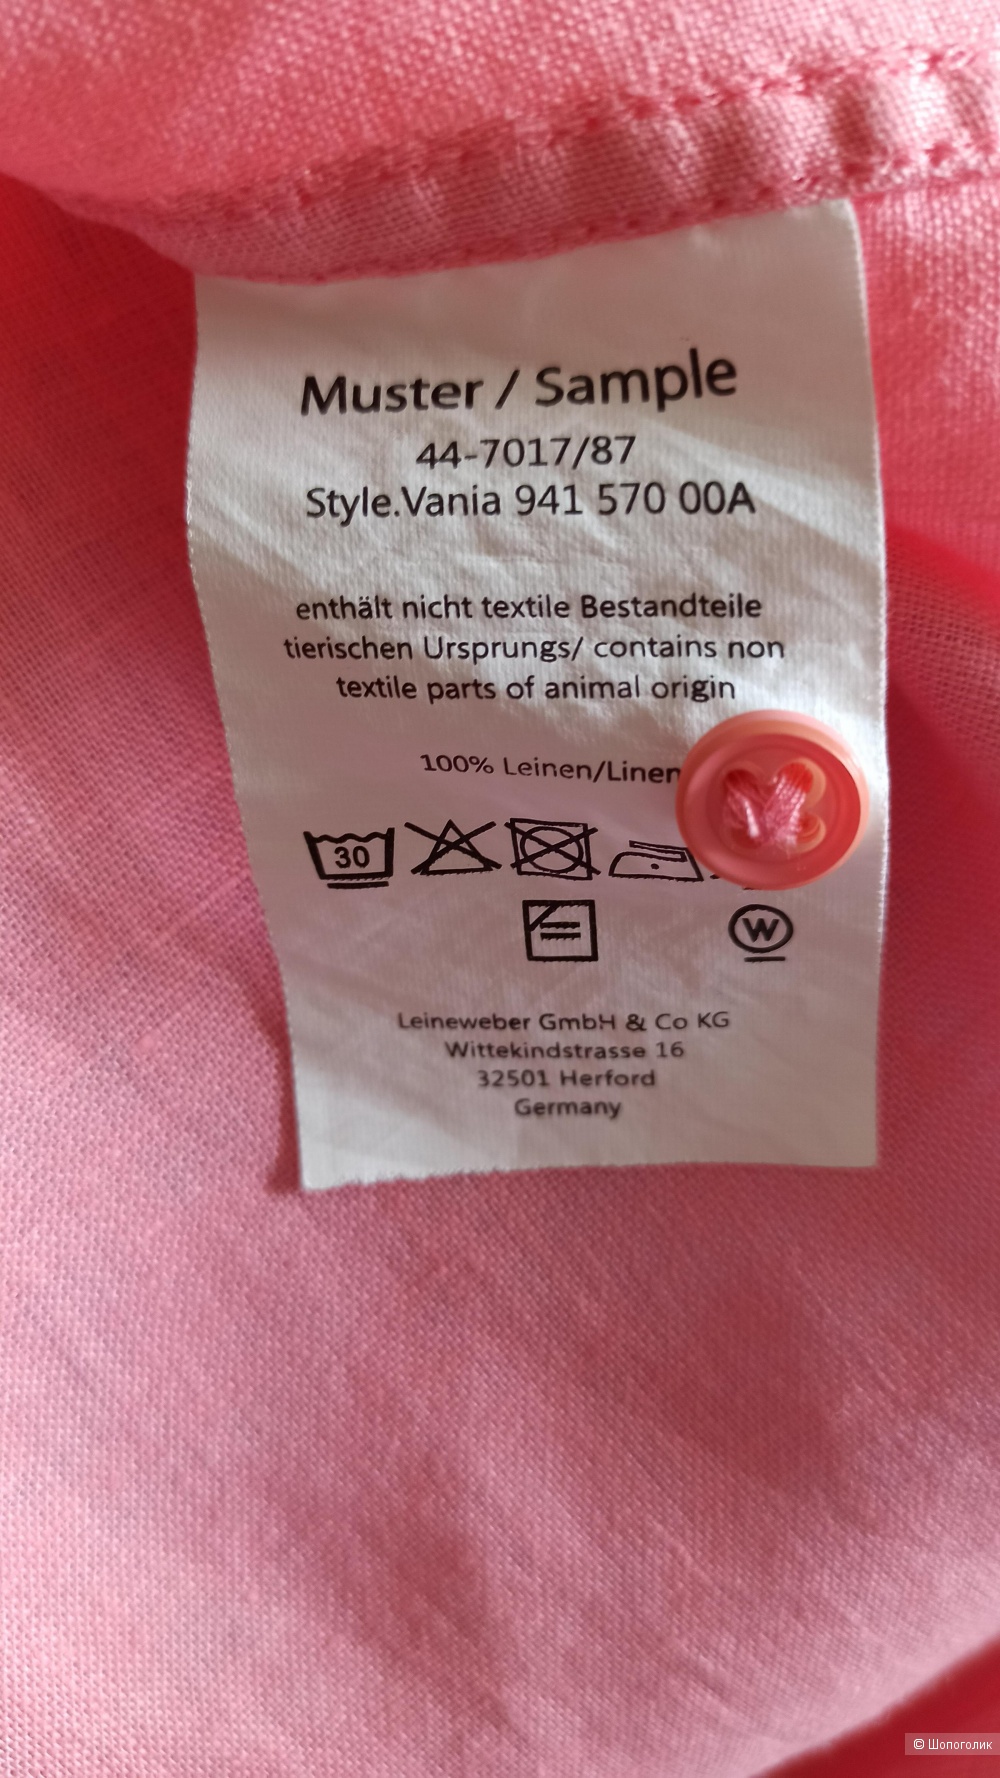 Muster / Sample
44-7017/87
Style.Vania 941 570 00A
enthält nicht textile Bestandteile
tierischen Ursprungs/ contains non
textile parts of animal origin
100% Leinen/Linen
30
W
Leineweber GmbH & Co KG
Wittekindstrasse 16
32501 Herford
Germany
© Шопоголик